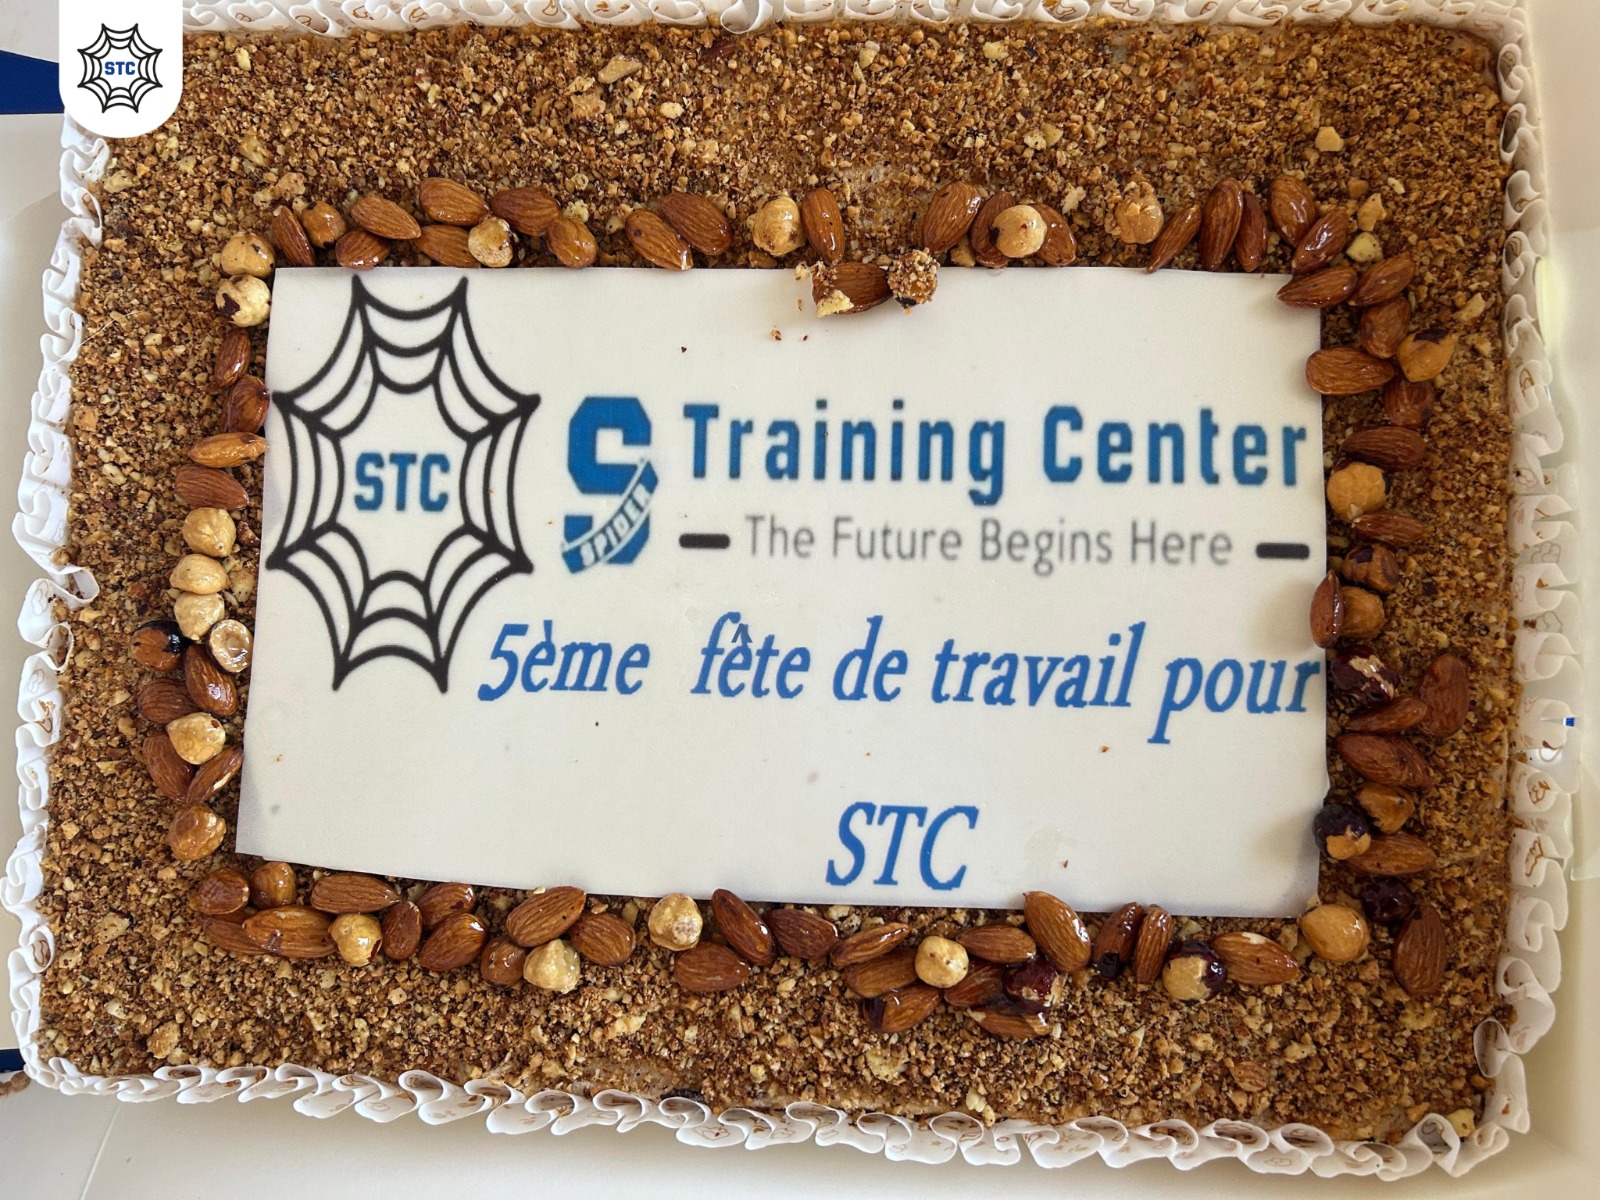 STC
STC
S Training Center
SPIDER
The Future Begins Here
5ème fête de travail pour
STC